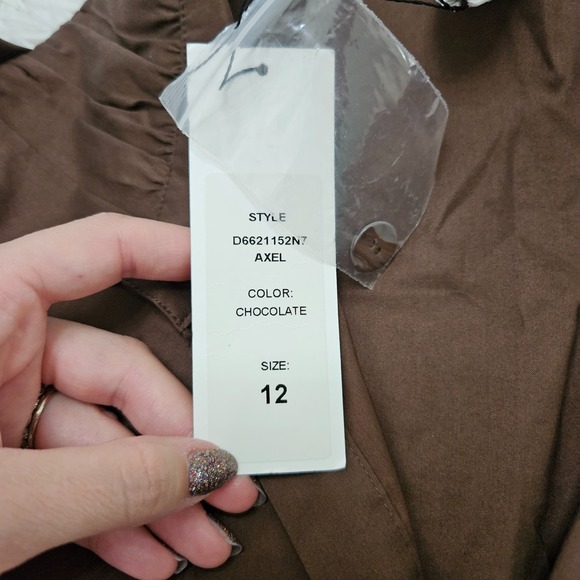 STYLE
D6621152N7
AXEL
COLOR:
CHOCOLATE
SIZE:
12